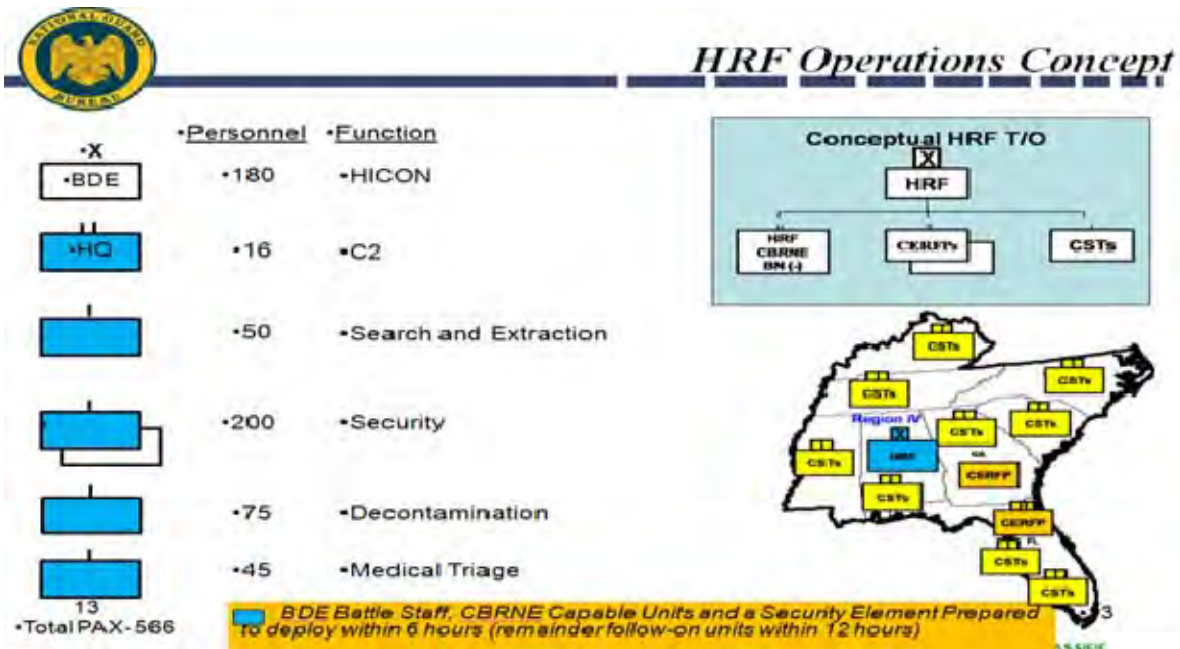 NATIONAL GUARD
BUREAU
HRF Operations Concept
•Personnel •Function
•X
•BDE •180 •HICON
•HQ •16 •C2
•50 •Search and Extraction
•200 •Security
•75 •Decontamination
•45 •Medical Triage
13
•Total PAX-566
Conceptual HRF T/O
X
HRF
HRF
CBRNE
BN (-)
CERFPs
CSTs
CSTs
CSTs
CSTs
Region IV
X
CSTs
CSTs
CSTs
HRF
GA
CERFP
CSTs
CERFP
FL
CSTs
CSTs
3
BDE Battle Staff, CBRNE Capable Units and a Security Element Prepared
to deploy within 6 hours (remainder follow-on units within 12 hours)